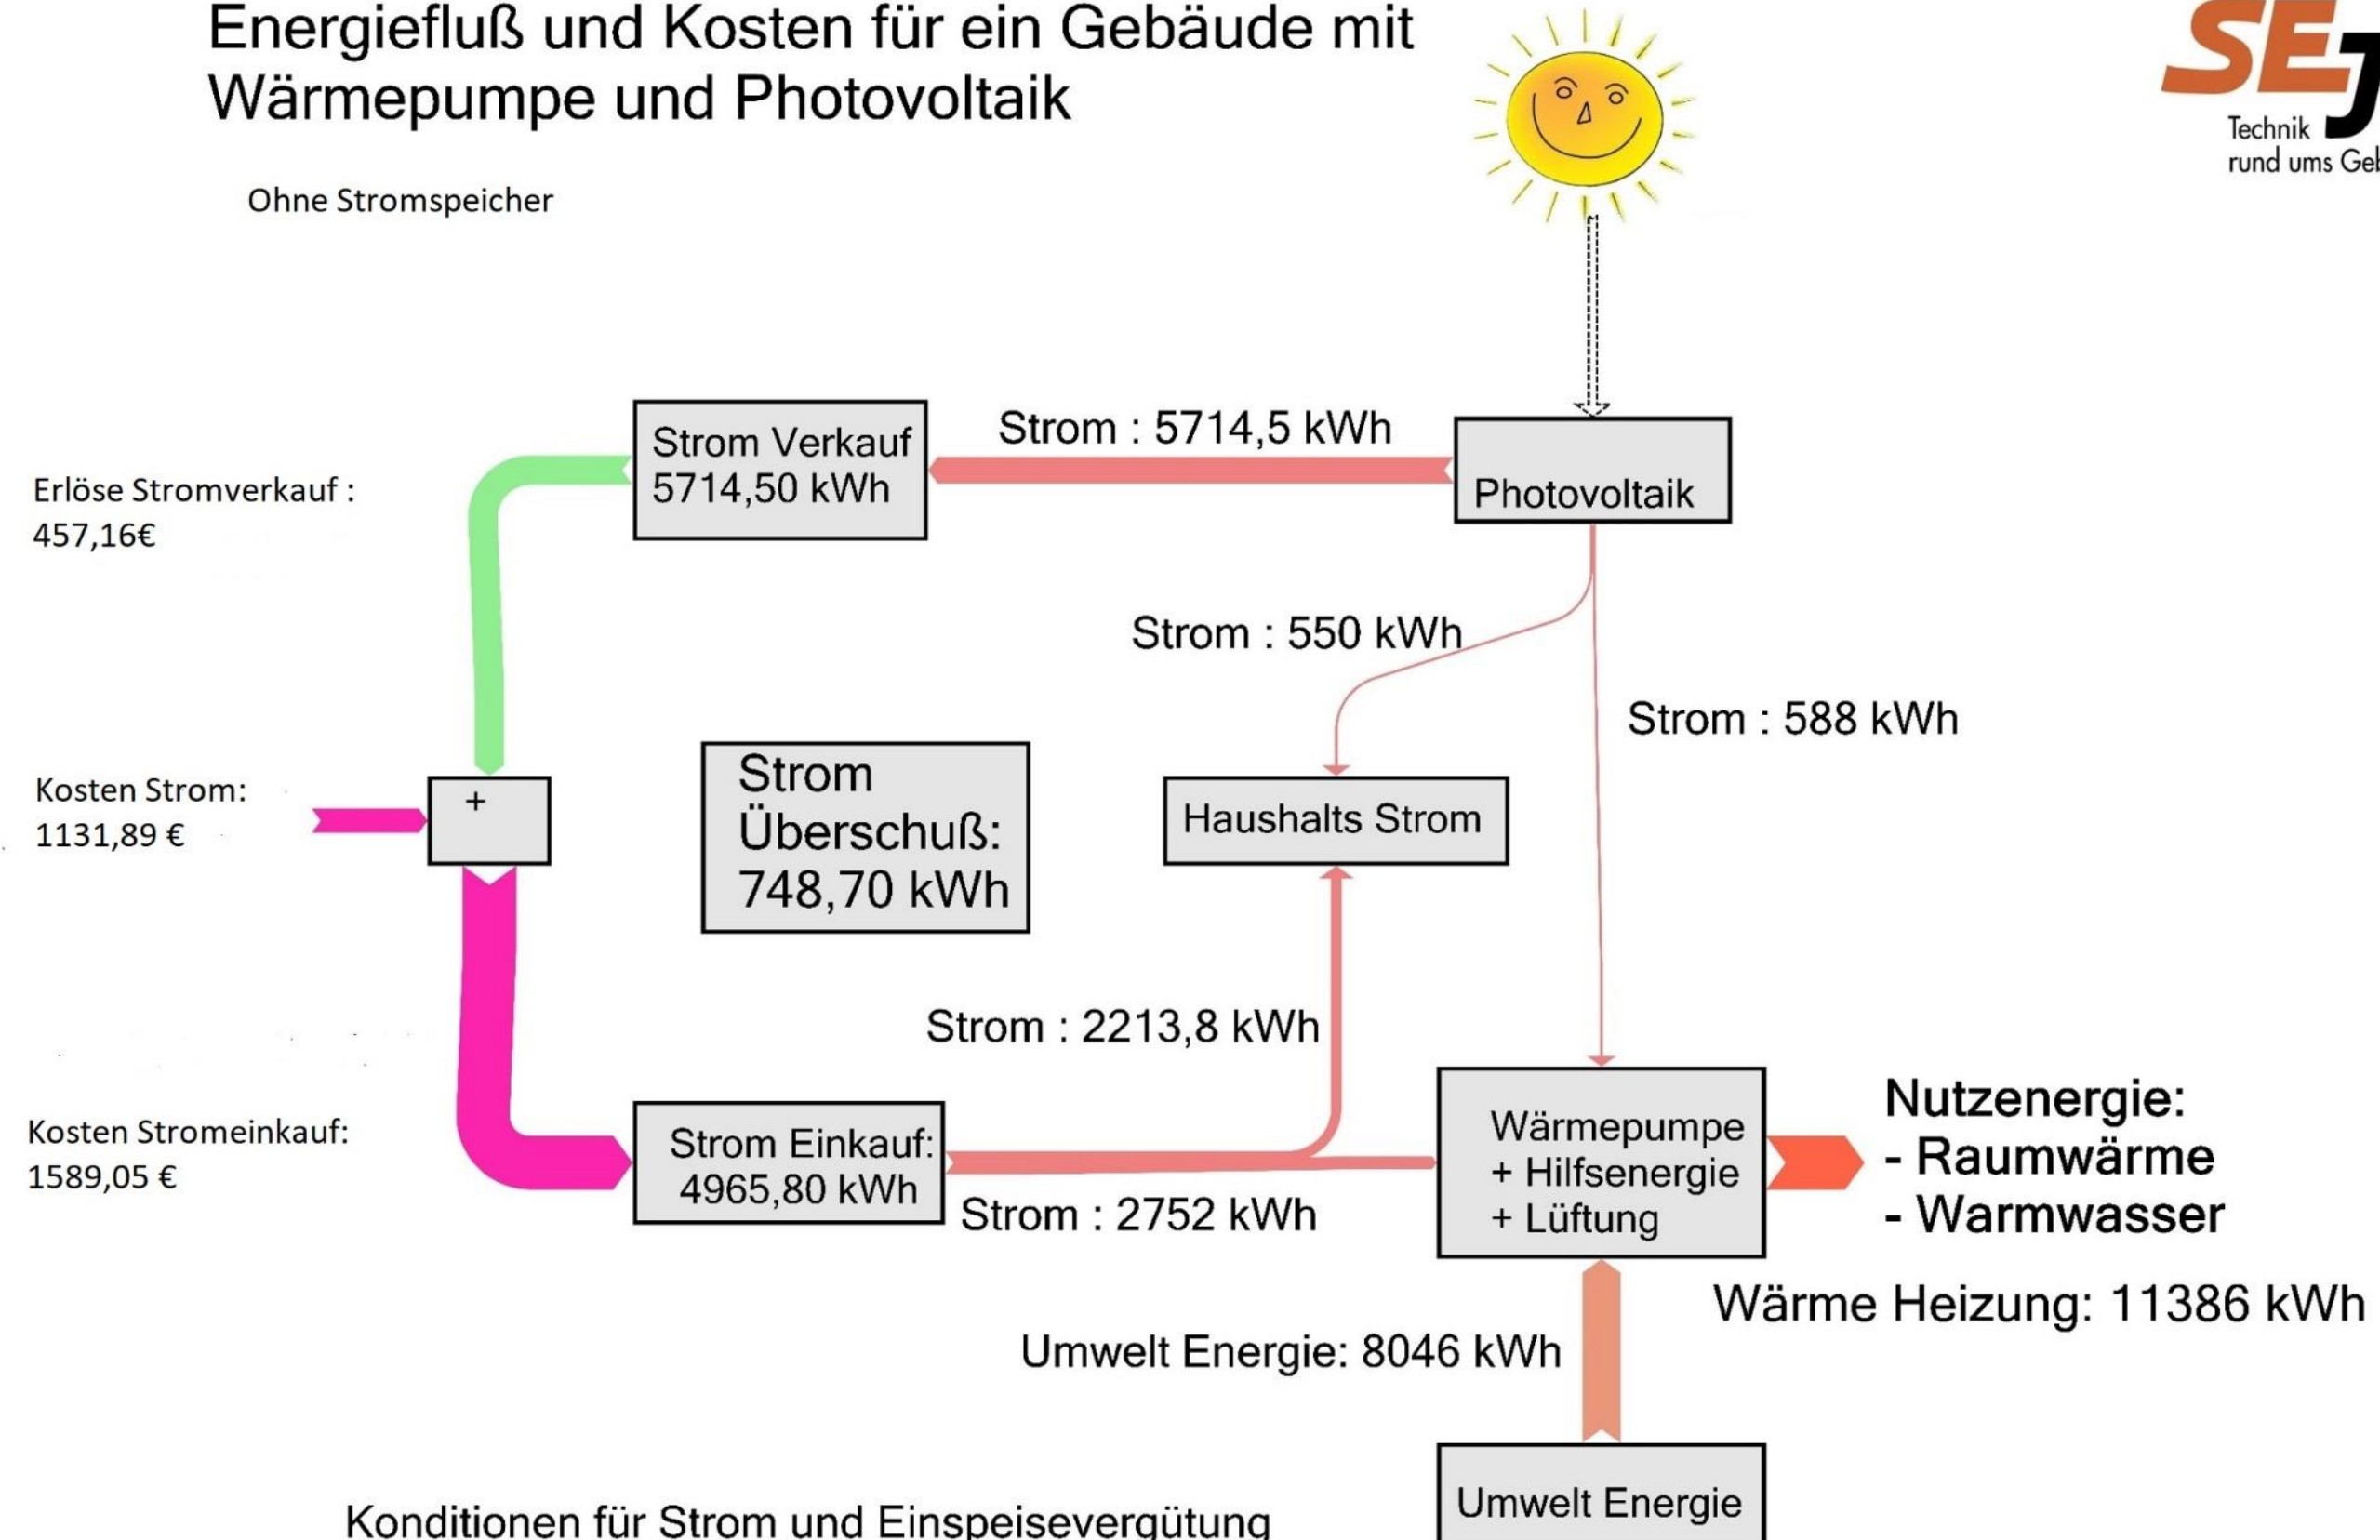 Energiefluß und Kosten für ein Gebäude mit
Wärmepumpe und Photovoltaik
SEJ
Technik
rund ums Geb
Ohne Stromspeicher
Strom Verkauf
5714,50 kWh
Strom : 5714,5 kWh
Photovoltaik
Erlöse Stromverkauf :
457,16€
Strom : 550 kWh
Strom : 588 kWh
Kosten Strom:
1131,89 €
+
Strom
Überschuß:
748,70 kWh
Haushalts Strom
Strom : 2213,8 kWh
Kosten Stromeinkauf:
1589,05 €
Strom Einkauf:
4965,80 kWh
Strom : 2752 kWh
Wärmepumpe
+ Hilfsenergie
+ Lüftung
Nutzenergie:
- Raumwärme
- Warmwasser
Wärme Heizung: 11386 kWh
Umwelt Energie: 8046 kWh
Umwelt Energie
Konditionen für Strom und Einspeisevergütung